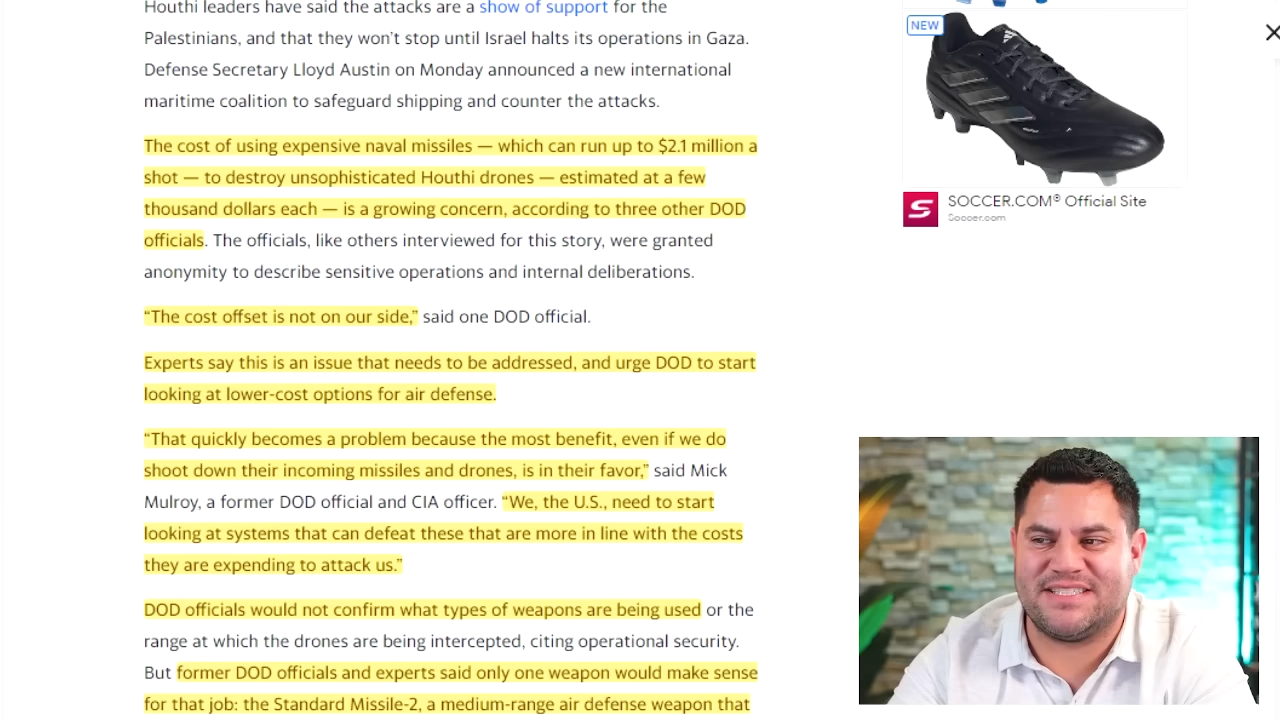 Houthi leaders have said the attacks are a show of support for the
Palestinians, and that they won’t stop until Israel halts its operations in Gaza.
Defense Secretary Lloyd Austin on Monday announced a new international
maritime coalition to safeguard shipping and counter the attacks.
The cost of using expensive naval missiles — which can run up to $2.1 million a
shot — to destroy unsophisticated Houthi drones — estimated at a few
thousand dollars each — is a growing concern, according to three other DOD
officials. The officials, like others interviewed for this story, were granted
anonymity to describe sensitive operations and internal deliberations.
“The cost offset is not on our side,” said one DOD official.
Experts say this is an issue that needs to be addressed, and urge DOD to start
looking at lower-cost options for air defense.
“That quickly becomes a problem because the most benefit, even if we do
shoot down their incoming missiles and drones, is in their favor,” said Mick
Mulroy, a former DOD official and CIA officer. “We, the U.S., need to start
looking at systems that can defeat these that are more in line with the costs
they are expending to attack us.”
DOD officials would not confirm what types of weapons are being used or the
range at which the drones are being intercepted, citing operational security.
But former DOD officials and experts said only one weapon would make sense
for that job: the Standard Missile-2, a medium-range air defense weapon that
NEW
SOCCER.COM® Official Site
Soccer.com